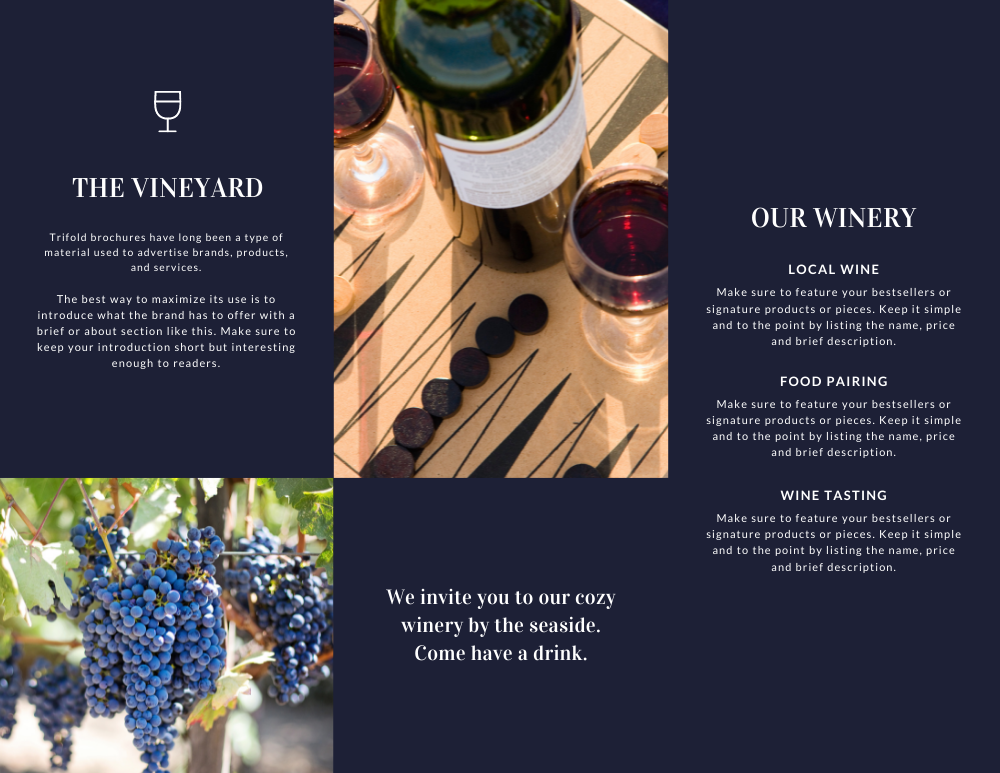 THE VINEYARD
Trifold brochures have long been a type of
material used to advertise brands, products,
and services.
The best way to maximize its use is to
introduce what the brand has to offer with a
brief or about section like this. Make sure to
keep your introduction short but interesting
enough to readers.
We invite you to our cozy
winery by the seaside.
Come have a drink.
OUR WINERY
LOCAL WINE
Make sure to feature your bestsellers or
signature products or pieces. Keep it simple
and to the point by listing the name, price
and brief description.
FOOD PAIRING
Make sure to feature your bestsellers or
signature products or pieces. Keep it simple
and to the point by listing the name, price
and brief description.
WINE TASTING
Make sure to feature your bestsellers or
signature products or pieces. Keep it simple
and to the point by listing the name, price
and brief description.